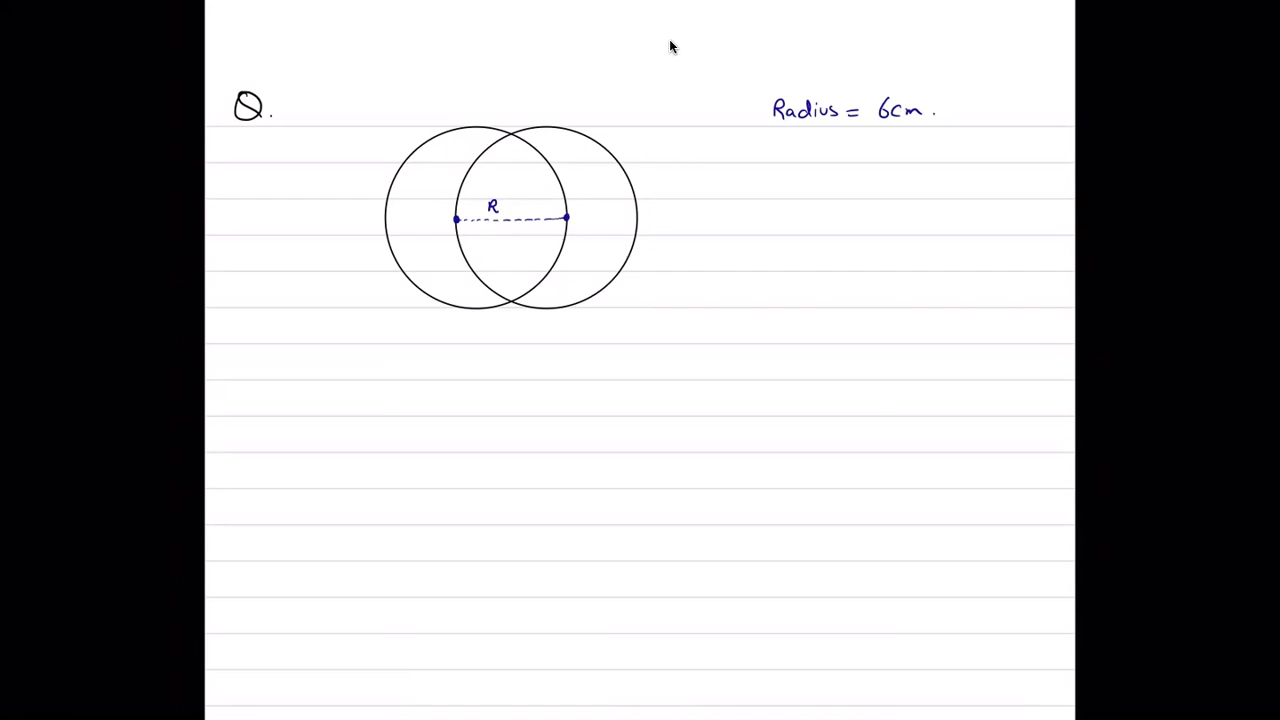 Q.
Radius = 6cm.
R